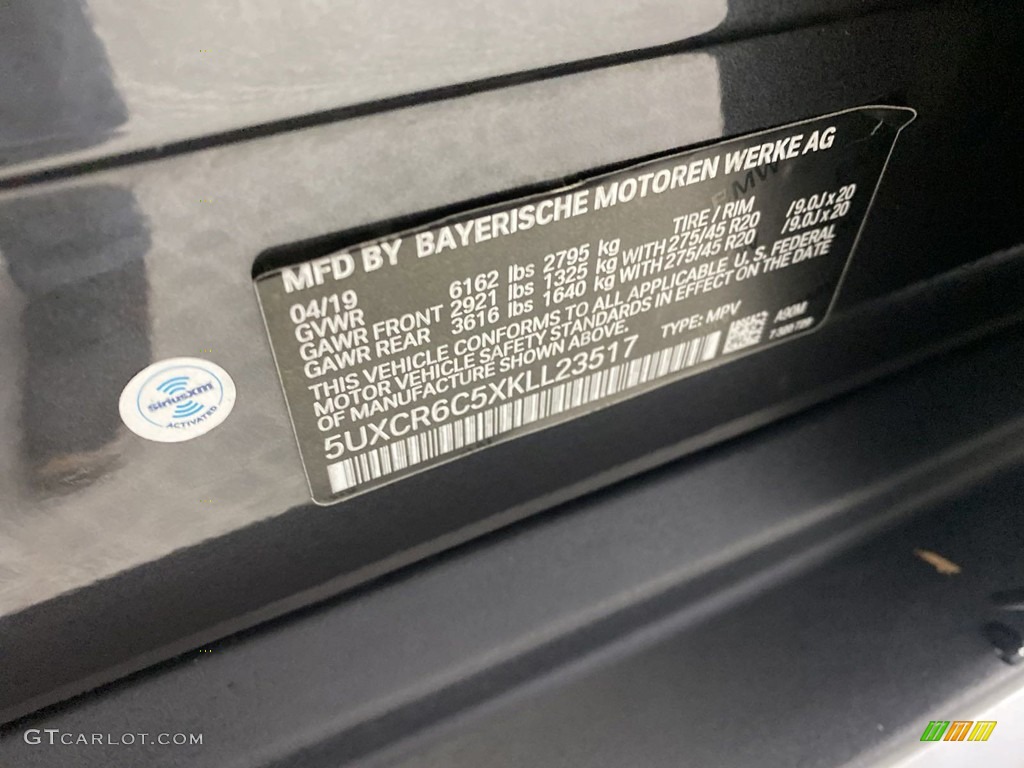 MFD BY BAYERISCHE MOTOREN WERKE AG
04/19 TIRE / RIM
GVWR 6162 lbs 2795 kg
GAWR FRONT 2921 lbs 1325 kg WITH 275/45 R20 /9.0J x 20
GAWR REAR 3616 lbs 1640 kg WITH 275/45 R20 /9.0J x 20
THIS VEHICLE CONFORMS TO ALL APPLICABLE, U. S. FEDERAL
MOTOR VEHICLE SAFETY STANDARDS IN EFFECT ON THE DATE
OF MANUFACTURE SHOWN ABOVE.
TYPE: MPV
A90M
5UXCR6C5XKLL23517
siriusxm
ACTIVATED
GTCARLOT.COM